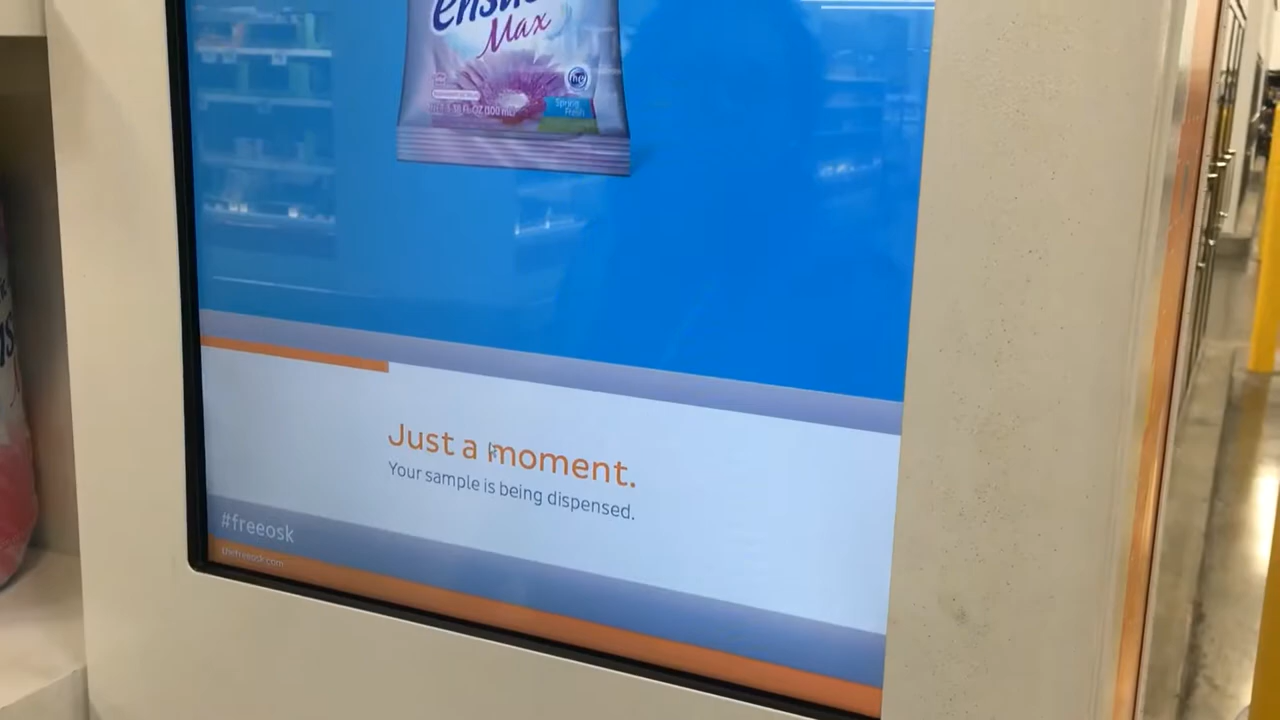 Max
Spring
Fresh
Just a moment.
Your sample is being dispensed.
#freeosk
thefreeosk.com